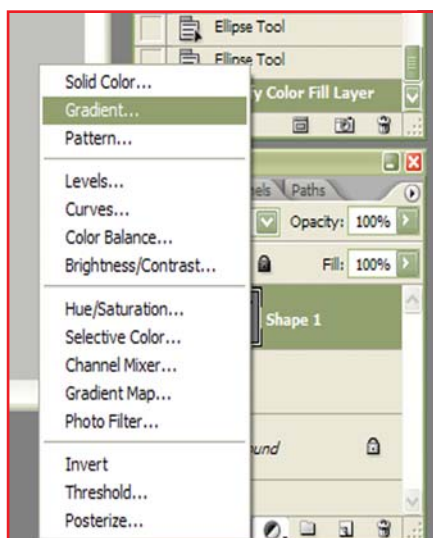 Ellipse Tool
Ellipse Tool
y Color Fill Layer
Solid Color...
Gradient...
Pattern...
Levels...
Curves...
Color Balance...
Brightness/Contrast...
Hue/Saturation...
Selective Color...
Channel Mixer...
Gradient Map...
Photo Filter...
Invert
Threshold...
Posterize...
nels Paths
Opacity: 100%
Fill: 100%
Shape 1
und